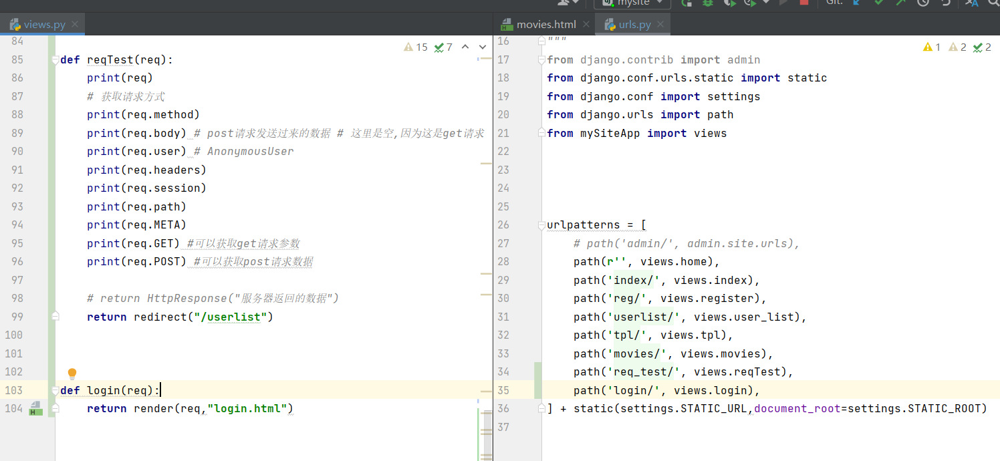 mysite
Git:
views.py
movies.html
urls.py
15 7
1 2 2
84
85 def reqTest(req):
86 print(req)
87 # 获取请求方式
88 print(req.method)
89 print(req.body) # post请求发送过来的数据 # 这里是空,因为这是get请求
90 print(req.user) # AnonymousUser
91 print(req.headers)
92 print(req.session)
93 print(req.path)
94 print(req.META)
95 print(req.GET) #可以获取get请求参数
96 print(req.POST) #可以获取post请求数据
97
98 # return HttpResponse("服务器返回的数据")
99 return redirect("/userlist")
100
101
102
103 def login(req):
104 return render(req,"login.html")
16 """
17 from django.contrib import admin
18 from django.conf.urls.static import static
19 from django.conf import settings
20 from django.urls import path
21 from mySiteApp import views
22
23
24
25
26 urlpatterns = [
27 # path('admin/', admin.site.urls),
28 path(r'', views.home),
29 path('index/', views.index),
30 path('reg/', views.register),
31 path('userlist/', views.user_list),
32 path('tpl/', views.tpl),
33 path('movies/', views.movies),
34 path('req_test/', views.reqTest),
35 path('login/', views.login),
36 ] + static(settings.STATIC_URL,document_root=settings.STATIC_ROOT)
37